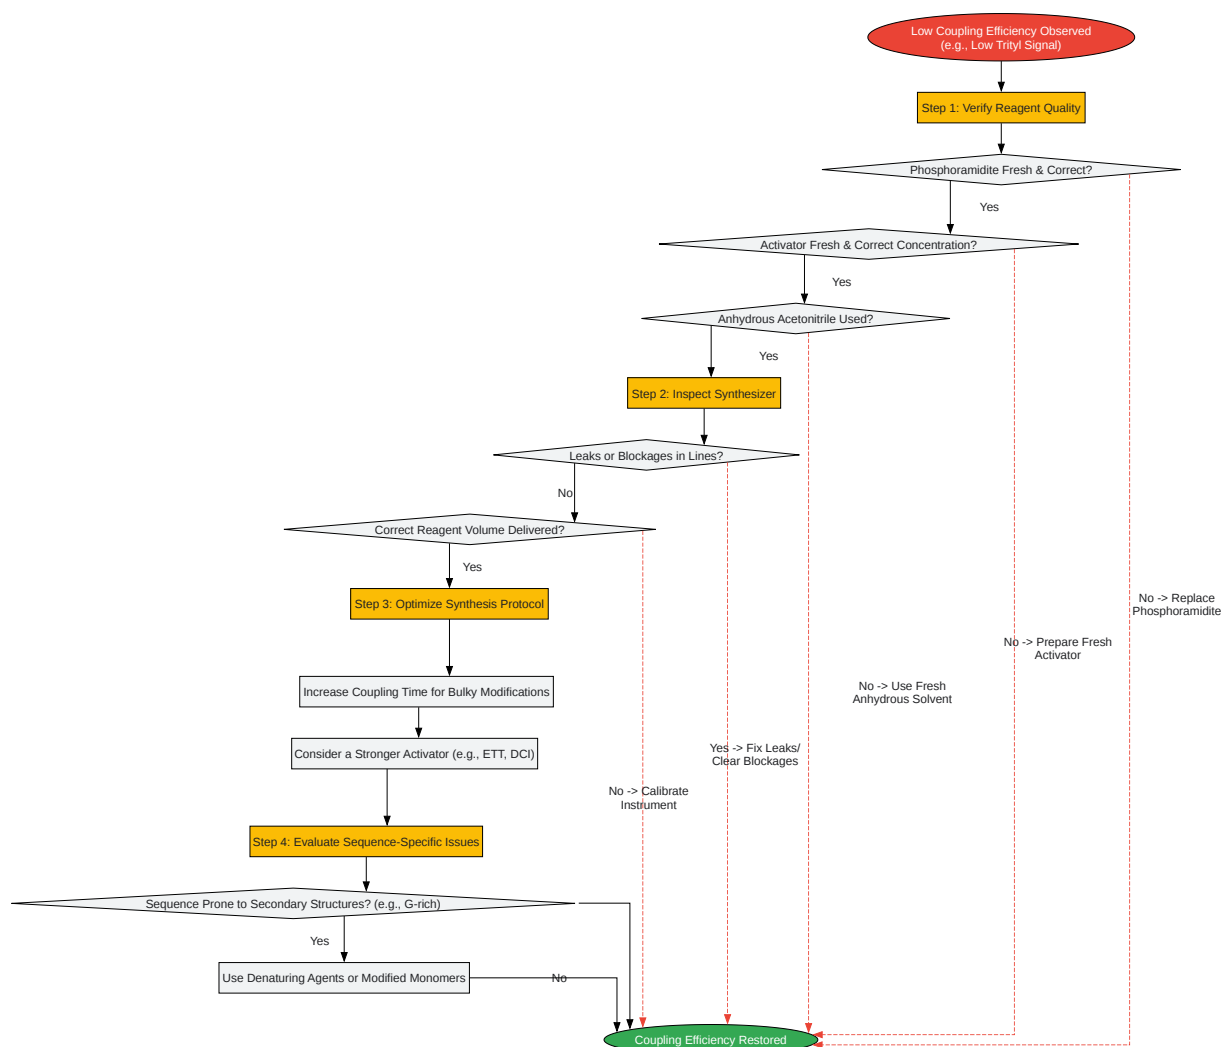 Low Coupling Efficiency Observed
(e.g., Low Trityl Signal)
Step 1: Verify Reagent Quality
Phosphoramidite Fresh & Correct?
Yes
Activator Fresh & Correct Concentration?
Yes
Anhydrous Acetonitrile Used?
Yes
Step 2: Inspect Synthesizer
Leaks or Blockages in Lines?
No
Correct Reagent Volume Delivered?
Yes
Step 3: Optimize Synthesis Protocol
No -> Replace
Phosphoramidite
No -> Prepare Fresh
Activator
No -> Use Fresh
Anhydrous Solvent
Increase Coupling Time for Bulky Modifications
Yes -> Fix Leaks/
Clear Blockages
Consider a Stronger Activator (e.g., ETT, DCI)
No -> Calibrate
Instrument
Step 4: Evaluate Sequence-Specific Issues
Sequence Prone to Secondary Structures? (e.g., G-rich)
Yes
Use Denaturing Agents or Modified Monomers
No
Coupling Efficiency Restored